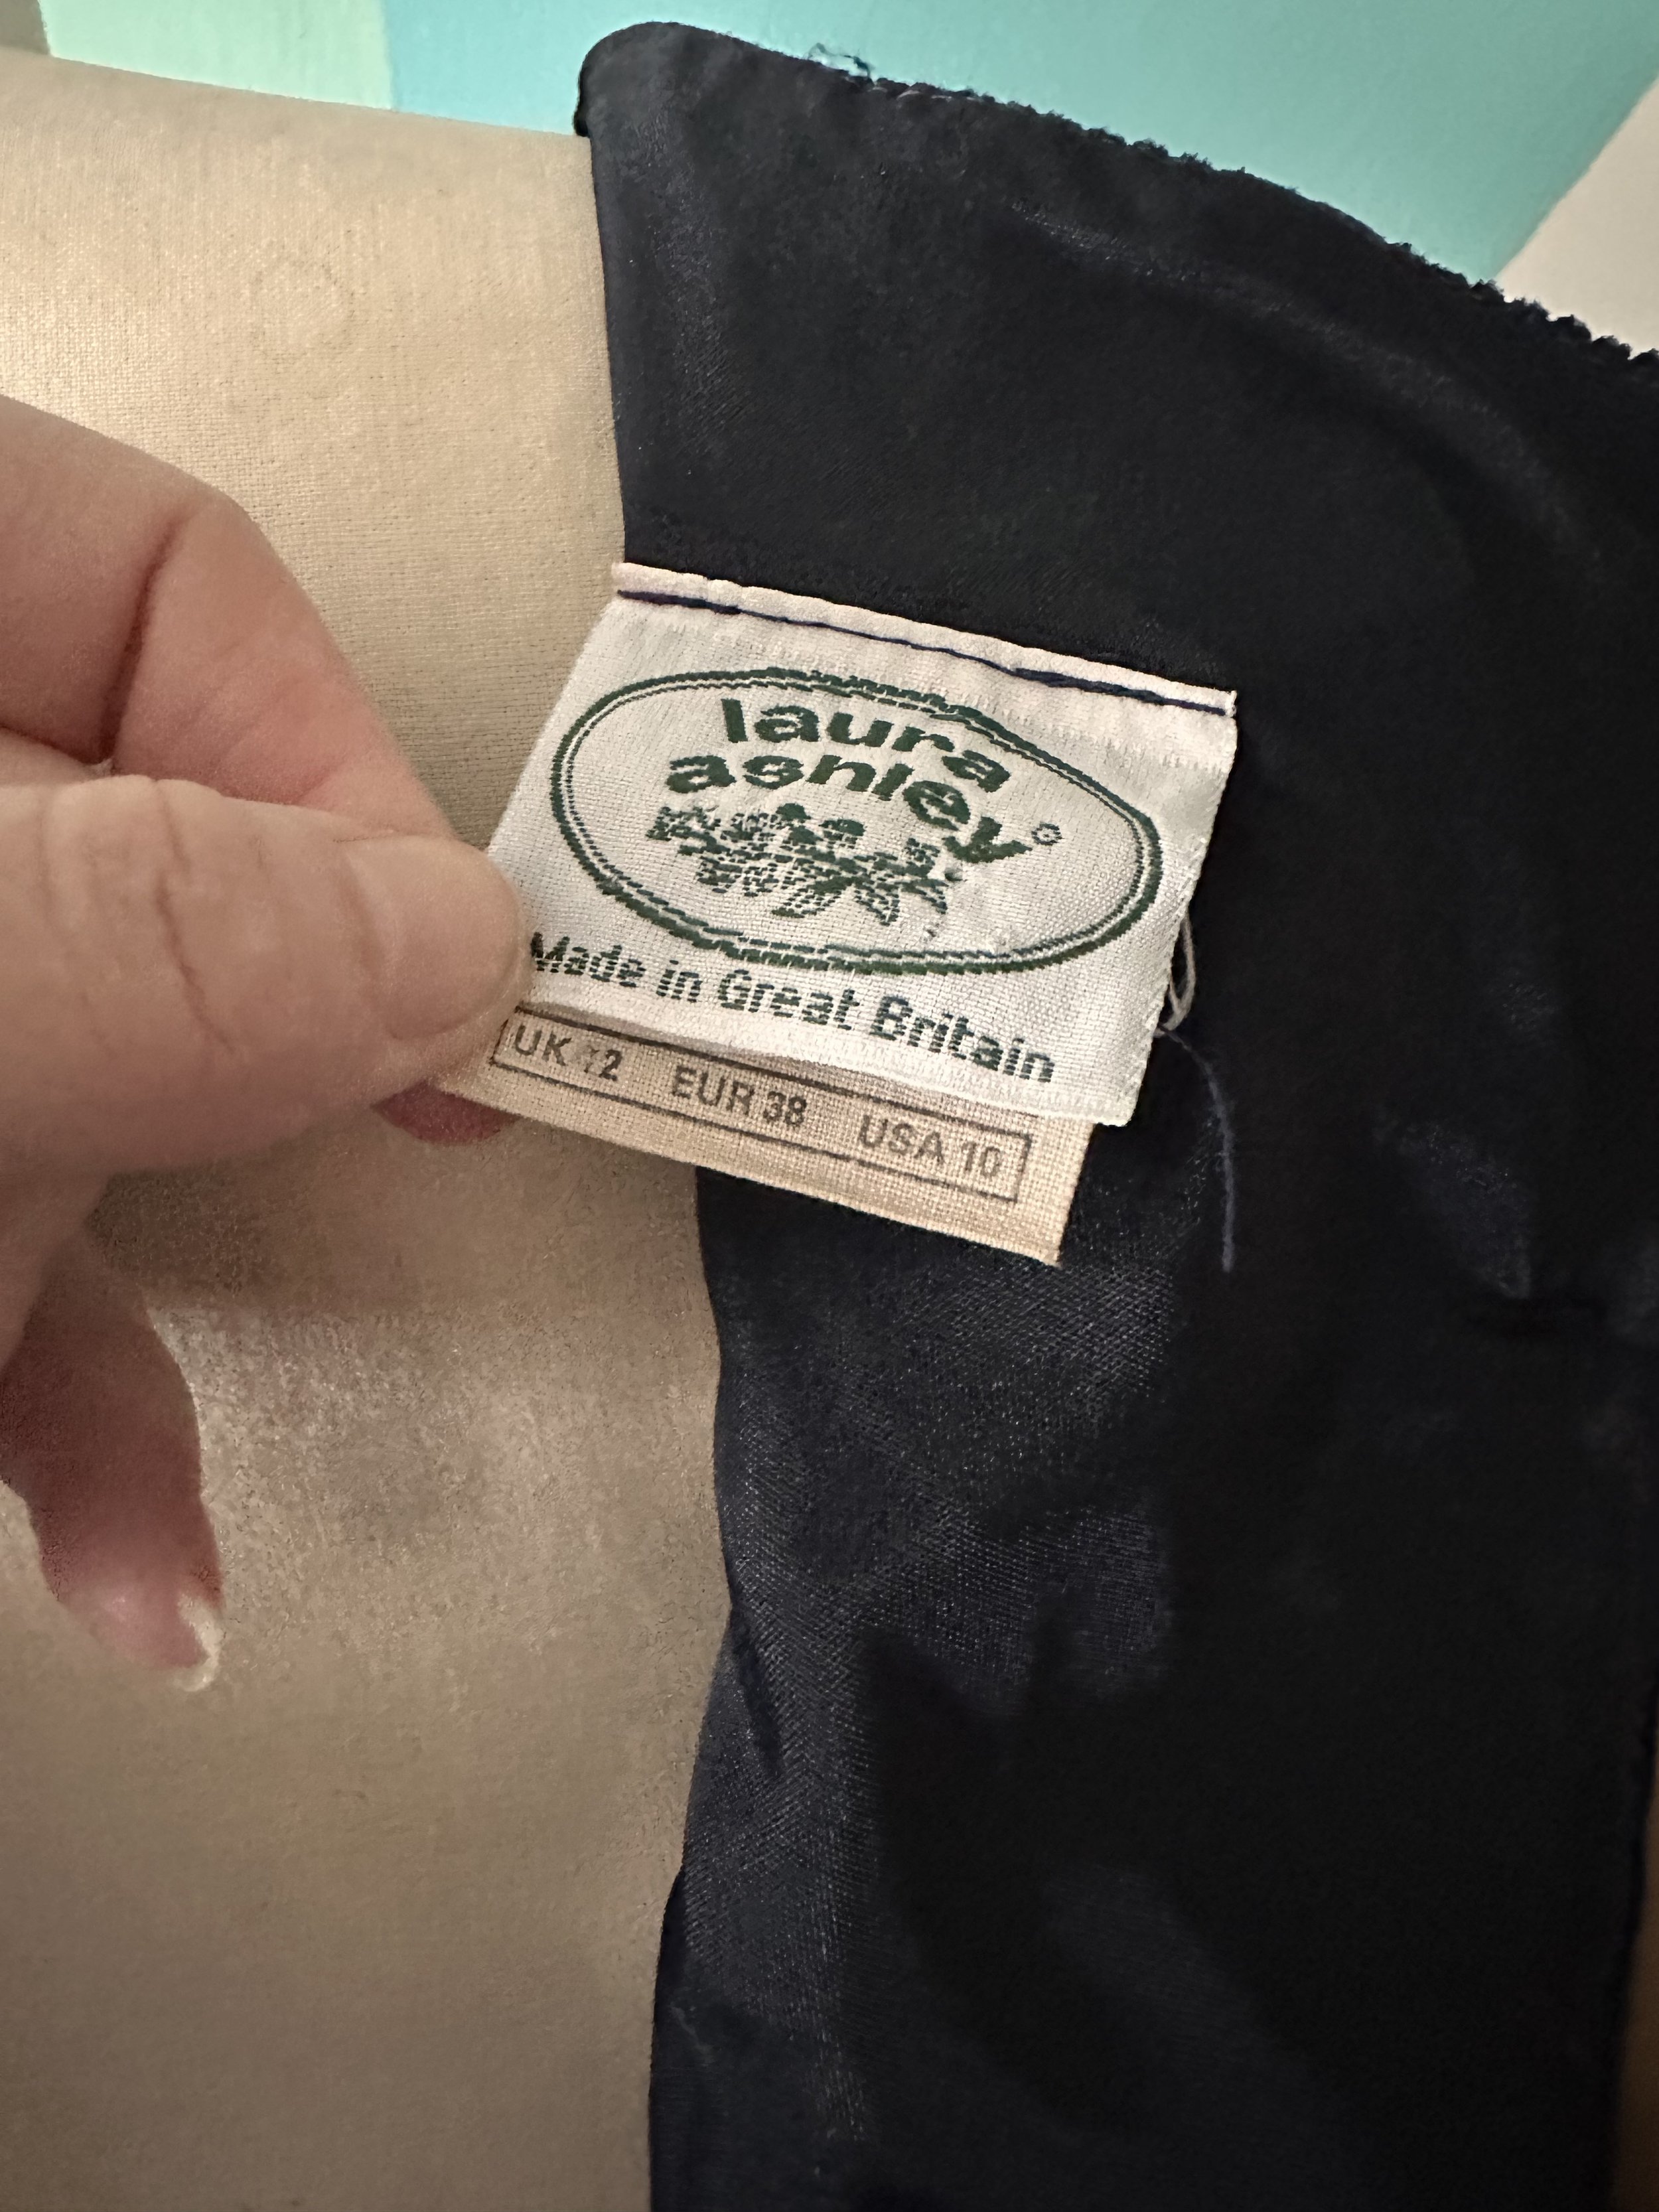 laura
ashley®
Made in Great Britain
UK 12 EUR 38 USA 10